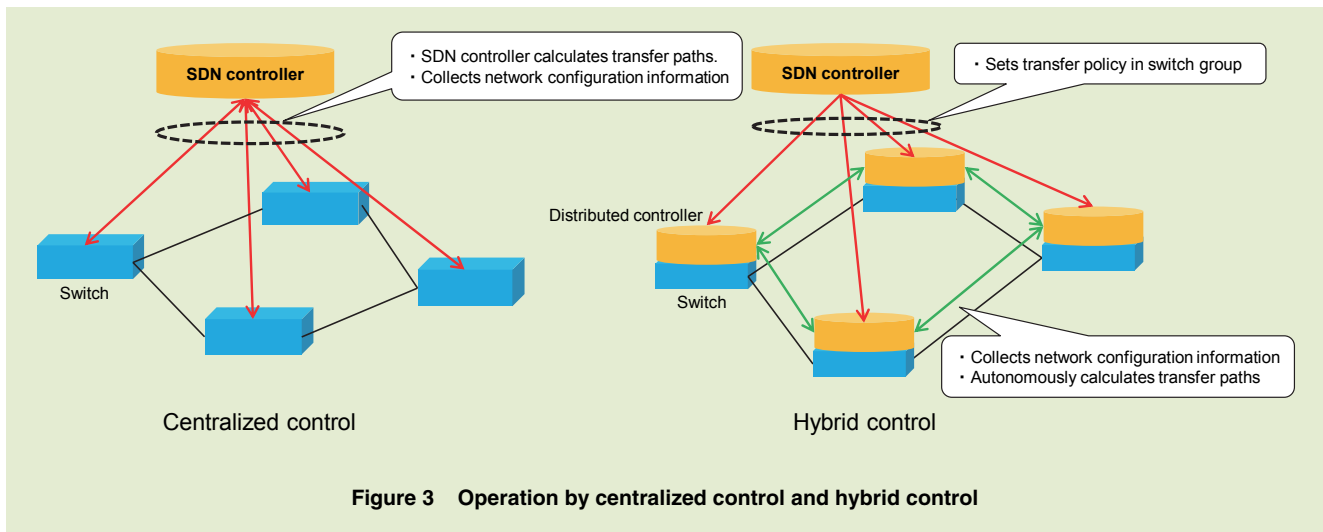 SDN controller
・SDN controller calculates transfer paths.
・Collects network configuration information
Switch
Centralized control
SDN controller
・Sets transfer policy in switch group
Distributed controller
Switch
・Collects network configuration information
・Autonomously calculates transfer paths
Hybrid control
Figure 3 Operation by centralized control and hybrid control